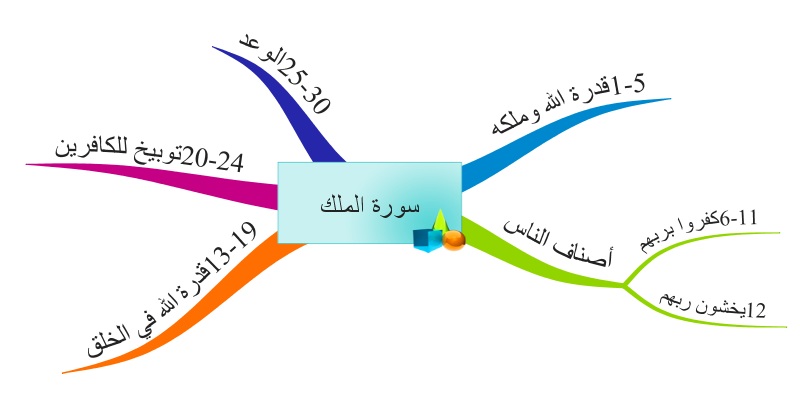 سورة الملك
1-5قدرة الله وملكه
أصناف الناس
6-11كفروا بربهم
12يخشون ربهم
13-19قدرة الله في الخلق
20-24توبيخ للكافرين
25-30الوعد